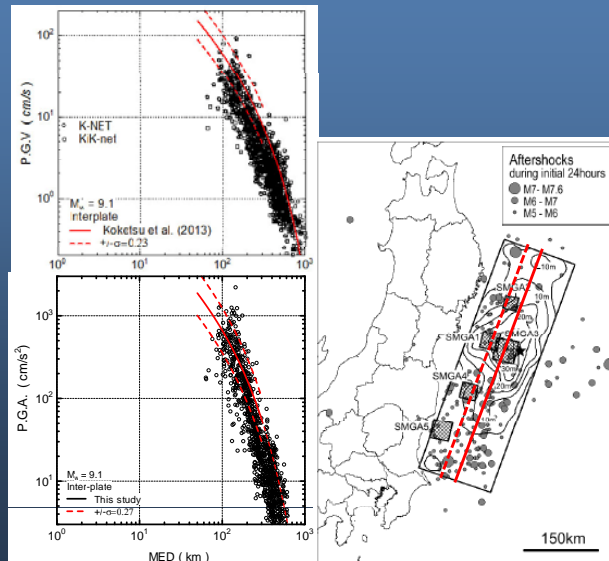 10²
10¹
10⁰
P.G.V ( cm/s)
K-NET
KiK-net
Mw = 9.1
Interplate
Koketsu et al. (2013)
+/-σ=0.23
10⁰ 10¹ 10² 10³
10³
10²
10¹
P.G.A. (cm/s²)
Mw = 9.1
Inter-plate
This study
+/-σ=0.27
10⁰ 10¹ 10² 10³
MED ( km )
Aftershocks
during initial 24hours
M7- M7.6
M6 - M7
M5 - M6
10m
SMGA2
10m
20m
SMGA1
SMGA3
30m
SMGA4
20m
10m
SMGA5
150km